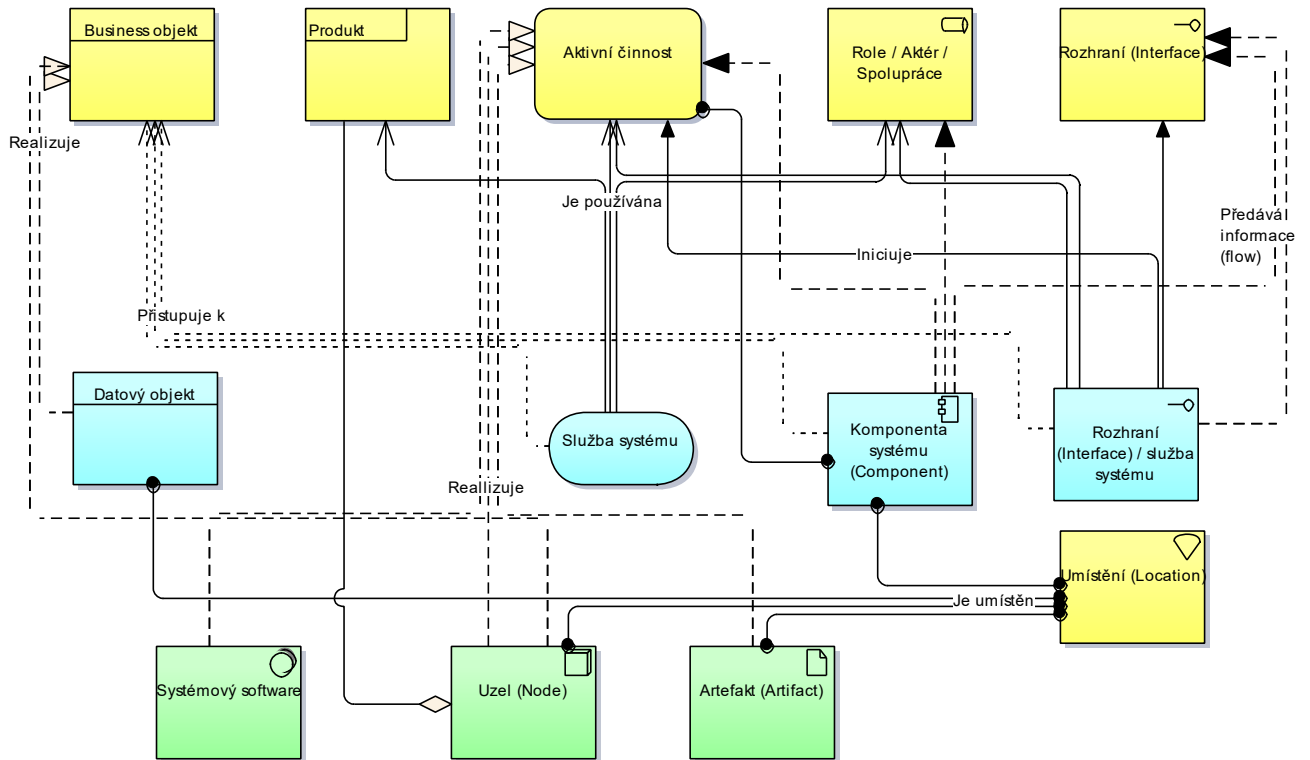 Business objekt
Produkt
Aktivní činnost
Role / Aktér /
Spolupráce
Rozhraní (Interface)
Realizuje
Je používána
Předává
informace
(flow)
Iniciuje
Přistupuje k
Datový objekt
Služba systému
Komponenta
systému
(Component)
Rozhraní
(Interface) / služba
systému
Reallizuje
Umístění (Location)
Je umístěn
Systémový software
Uzel (Node)
Artefakt (Artifact)